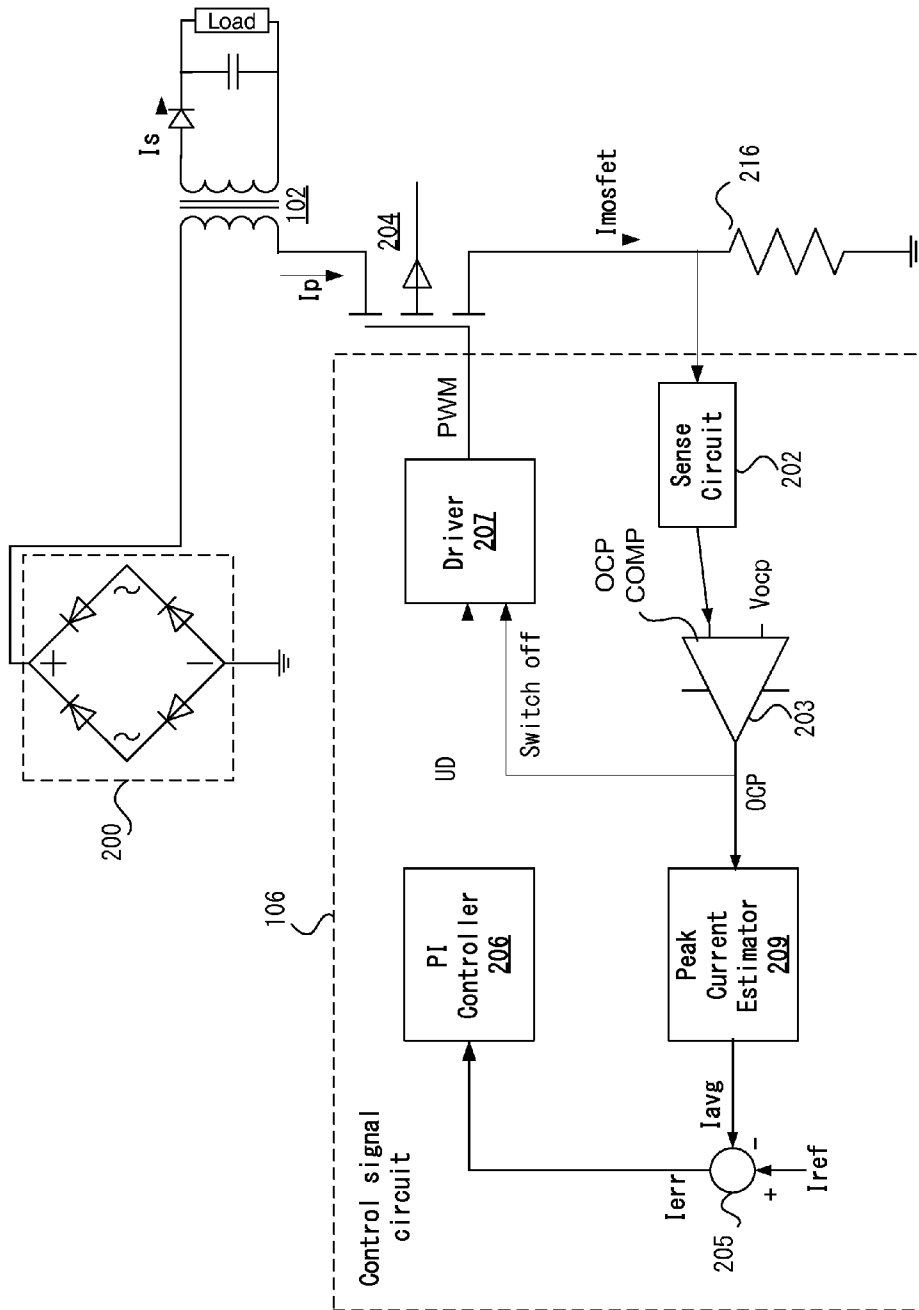 200
+
~
~
−
Is
Load
102
Ip
204
Imosfet
216
106
Control signal
circuit
PI
Controller
206
UD
Driver
207
PWM
Switch off
OCP
COMP
Sense
Circuit
202
Vocp
203
OCP
Peak
Current
Estimator
209
Iavg
Ierr
-
+
Iref
205